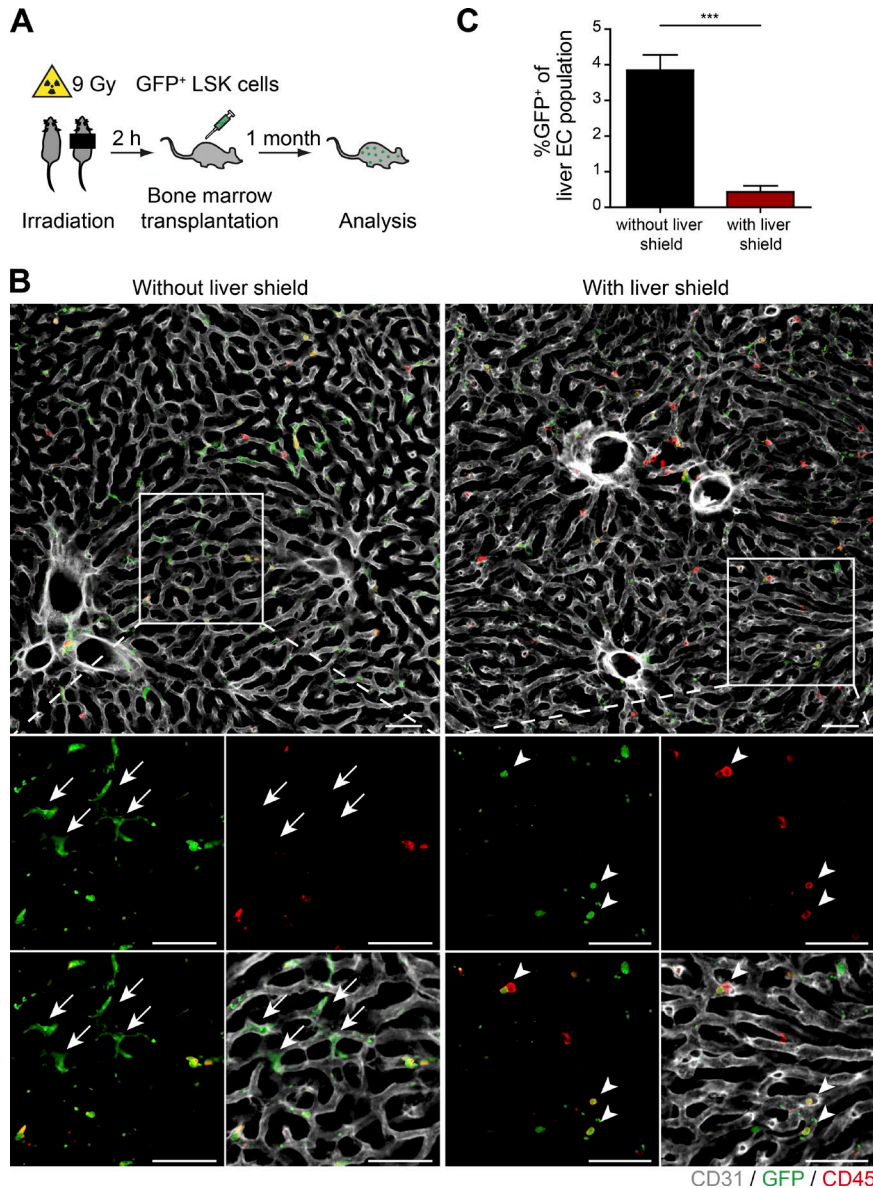 A
9 Gy GFP⁺ LSK cells
2 h 1 month
Irradiation
Bone marrow
transplantation
Analysis
C
***
%GFP⁺ of
liver EC population
5
4
3
2
1
0
without liver
shield
with liver
shield
B
Without liver shield With liver shield
CD31 / GFP / CD45